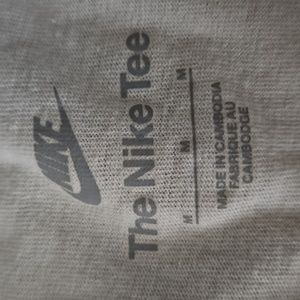 NIKE
The Nike Tee
M M M
MADE IN CAMBODIA
FABRIQUE AU
CAMBODGE